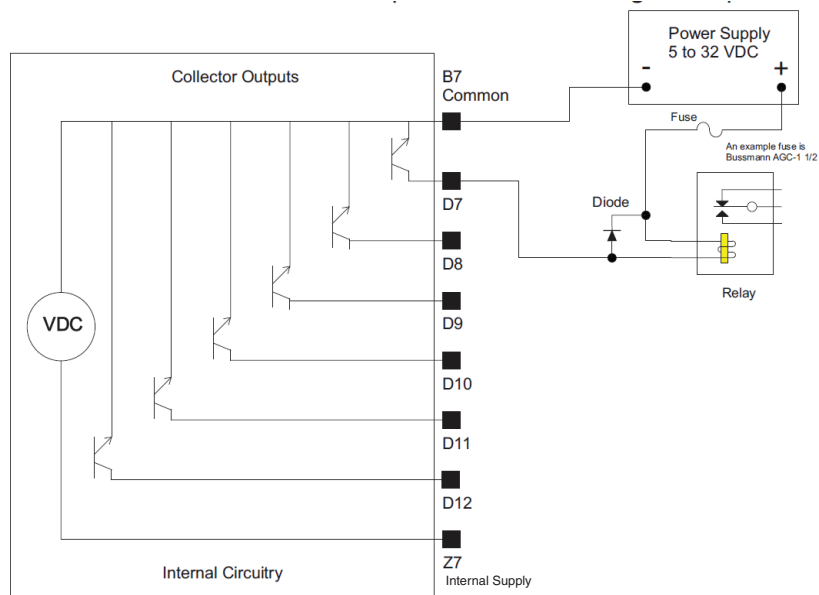 Collector Outputs
B7
Common
Power Supply
5 to 32 VDC
-
+
Fuse
An example fuse is
Bussmann AGC-1 1/2
D7
Diode
D8
Relay
D9
VDC
D10
D11
D12
Z7
Internal Supply
Internal Circuitry